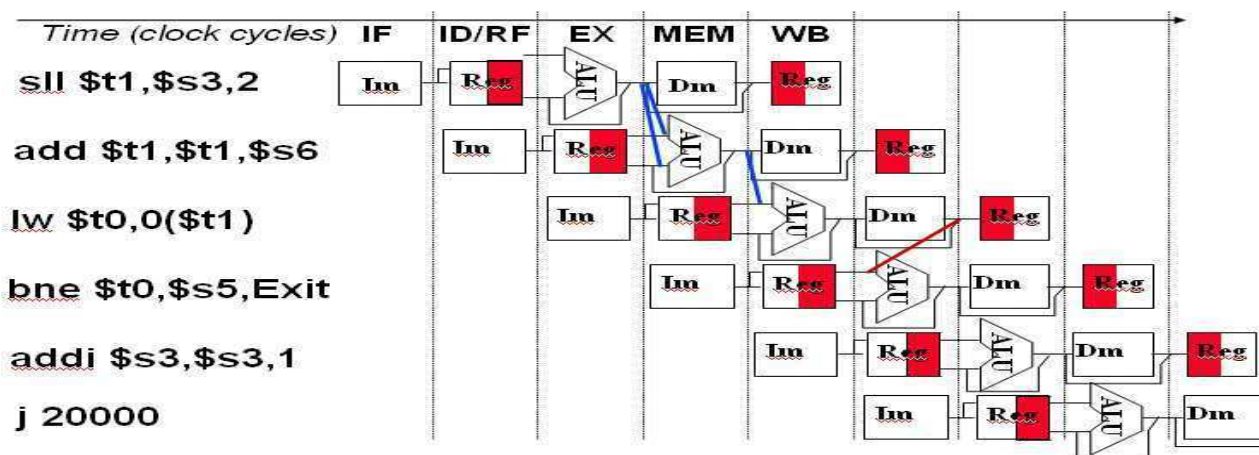 Time (clock cycles) IF ID/RF EX MEM WB
sll $t1,$s3,2 Im Reg ALU Dm Reg
add $t1,$t1,$s6 Im Reg ALU Dm Reg
lw $t0,0($t1) Im Reg ALU Dm Reg
bne $t0,$s5,Exit Im Reg ALU Dm Reg
addi $s3,$s3,1 Im Reg ALU Dm Reg
j 20000 Im Reg ALU Dm